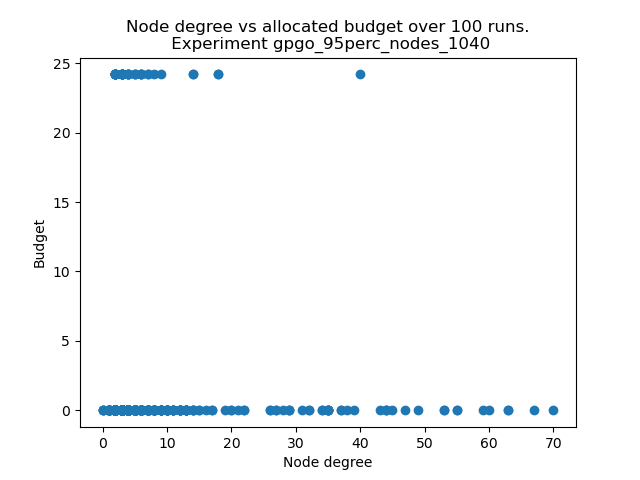 Node degree vs allocated budget over 100 runs.
Experiment gpgo_95perc_nodes_1040
25
20
15
10
5
0
Budget
0 10 20 30 40 50 60 70
Node degree